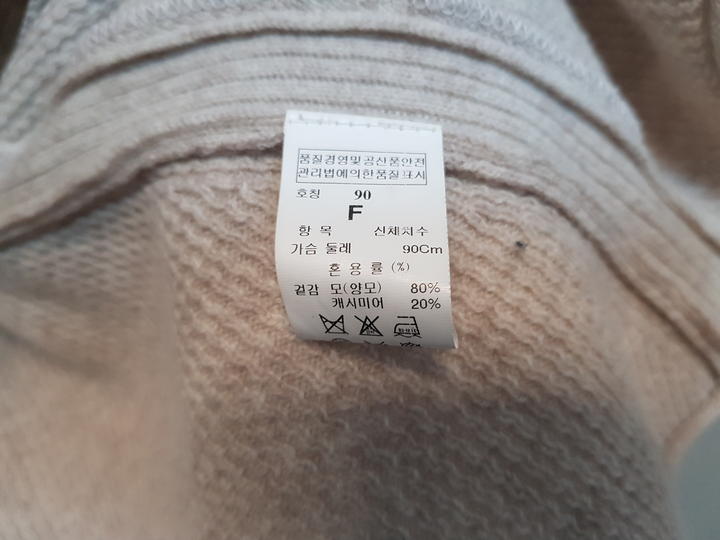 품질경영및공산품안전
관리법에의한품질표시
호칭 90
F
항 목 신체치수
가슴 둘레 90Cm
혼 용 률 (%)
겉감 모(양모) 80%
캐시미어 20%